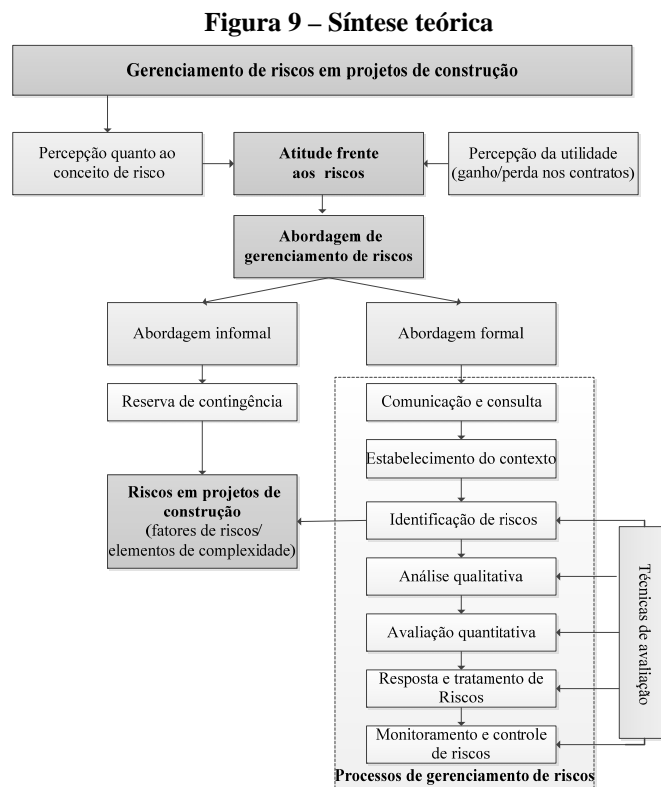 Figura 9 – Síntese teórica
Gerenciamento de riscos em projetos de construção
Percepção quanto ao
conceito de risco
Atitude frente
aos riscos
Percepção da utilidade
(ganho/perda nos contratos)
Abordagem de
gerenciamento de riscos
Abordagem informal
Abordagem formal
Reserva de contingência
Comunicação e consulta
Estabelecimento do contexto
Riscos em projetos de
construção
(fatores de riscos/
elementos de complexidade)
Identificação de riscos
Análise qualitativa
Avaliação quantitativa
Resposta e tratamento de
Riscos
Monitoramento e controle
de riscos
Técnicas de avaliação
Processos de gerenciamento de riscos